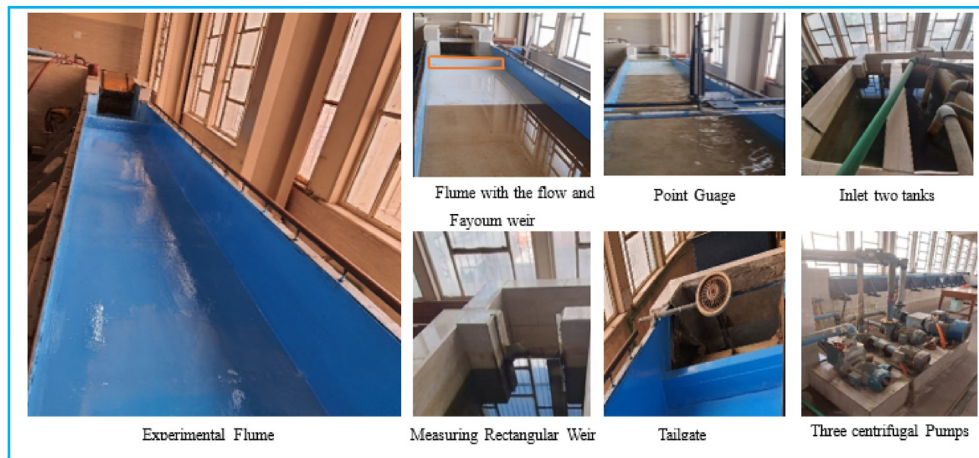 Flume with the flow and
Fayoum weir
Point Guage
Inlet two tanks
Experimental Flume
Measuring Rectangular Weir
Tailgate
Three centrifugal Pumps